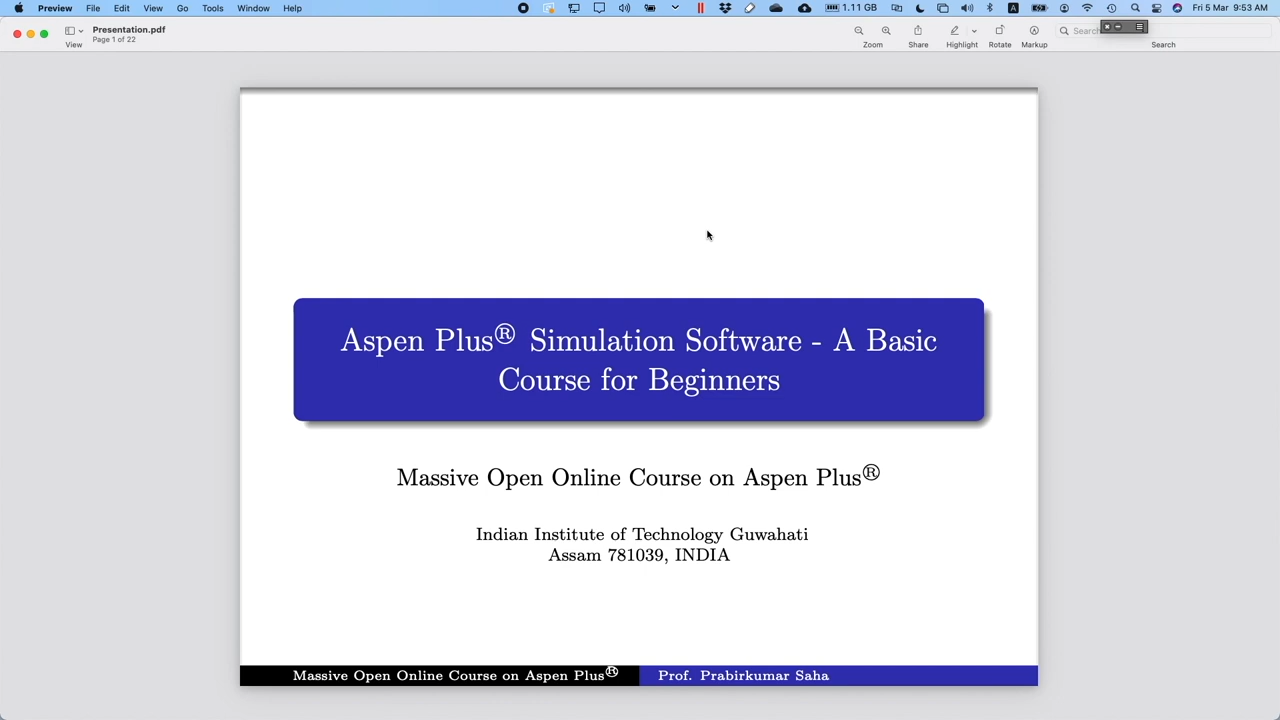 Preview File Edit View Go Tools Window Help 1.11 GB A Fri 5 Mar 9:53 AM
Presentation.pdf
Page 1 of 22
View Zoom Share Highlight Rotate Markup Search
Search
Aspen Plus® Simulation Software - A Basic
Course for Beginners
Massive Open Online Course on Aspen Plus®
Indian Institute of Technology Guwahati
Assam 781039, INDIA
Massive Open Online Course on Aspen Plus® Prof. Prabirkumar Saha